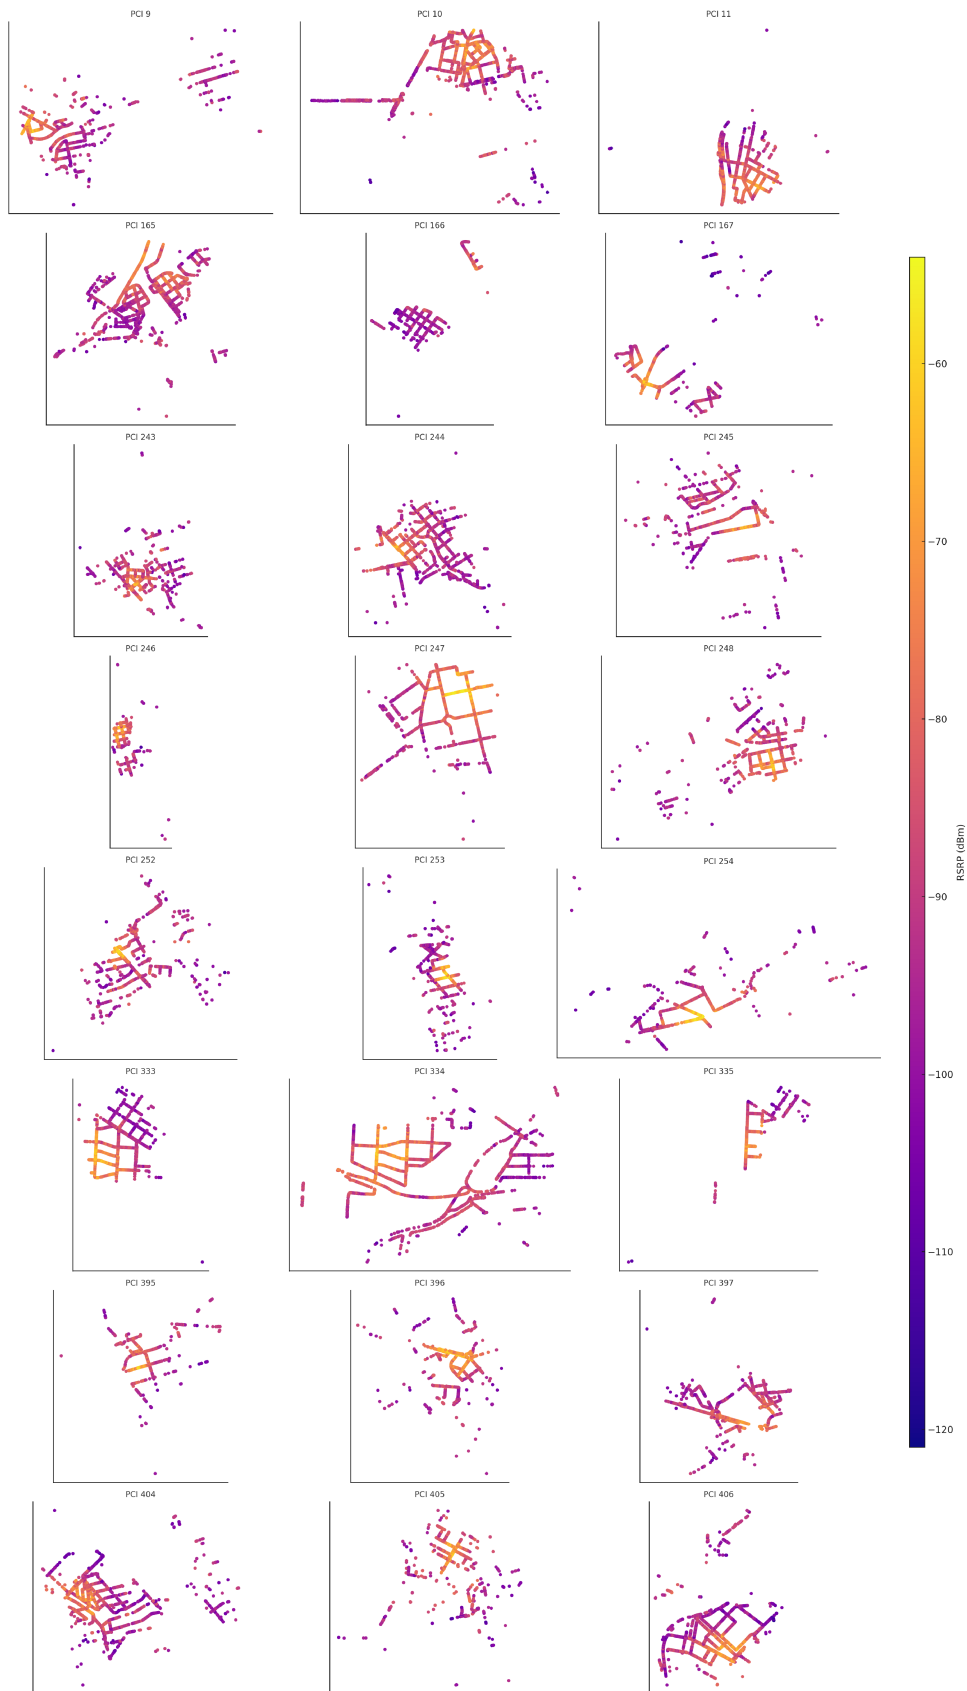 PCI 9
PCI 10
PCI 11
PCI 165
PCI 166
PCI 167
PCI 243
PCI 244
PCI 245
PCI 246
PCI 247
PCI 248
PCI 252
PCI 253
PCI 254
PCI 333
PCI 334
PCI 335
PCI 395
PCI 396
PCI 397
PCI 404
PCI 405
PCI 406
−60
−70
−80
−90
−100
−110
−120
RSRP (dBm)